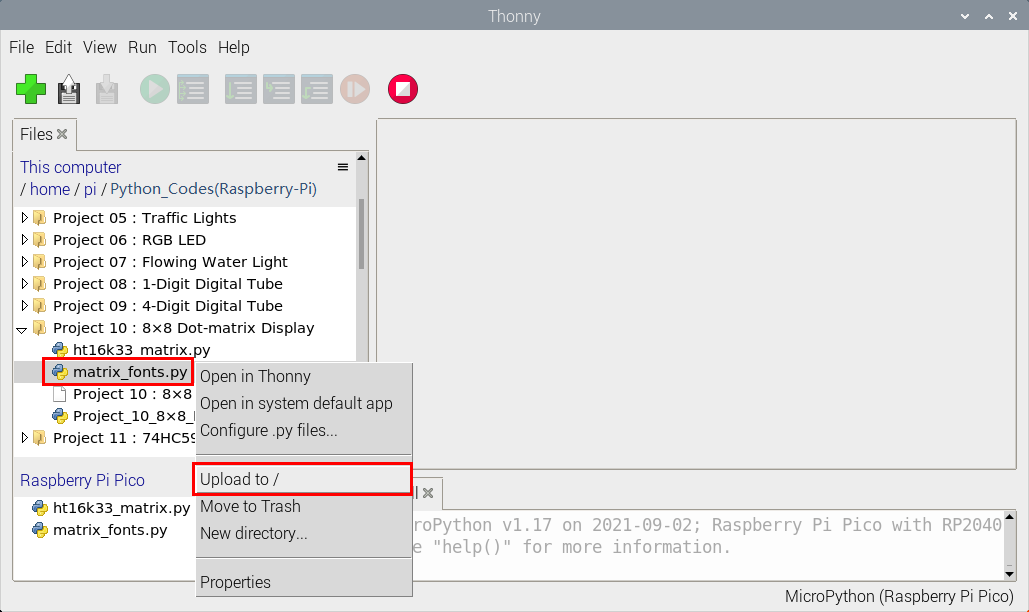 Thonny
File Edit View Run Tools Help
Files
This computer
/ home / pi / Python_Codes(Raspberry-Pi)
Project 05 : Traffic Lights
Project 06 : RGB LED
Project 07 : Flowing Water Light
Project 08 : 1-Digit Digital Tube
Project 09 : 4-Digit Digital Tube
Project 10 : 8×8 Dot-matrix Display
ht16k33_matrix.py
matrix_fonts.py
Project 10 : 8×8
Project_10_8×8_
Project 11 : 74HC59
Open in Thonny
Open in system default app
Configure .py files...
Upload to /
Move to Trash
New directory...
Properties
Raspberry Pi Pico
ht16k33_matrix.py
matrix_fonts.py
roPython v1.17 on 2021-09-02; Raspberry Pi Pico with RP2040
e "help()" for more information.
MicroPython (Raspberry Pi Pico)